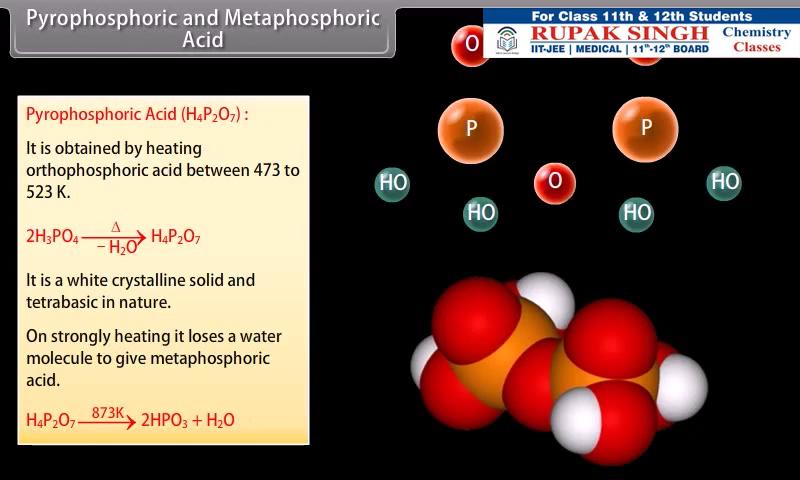 Pyrophosphoric and Metaphosphoric
Acid
For Class 11th & 12th Students
RUPAK SINGH
IIT-JEE | MEDICAL | 11th-12th BOARD
Chemistry
Classes
O
P
P
HO
O
HO
HO
HO
Pyrophosphoric Acid (H₄P₂O₇) :
It is obtained by heating
orthophosphoric acid between 473 to
523 K.
2H₃PO₄ —Δ / − H₂O→ H₄P₂O₇
It is a white crystalline solid and
tetrabasic in nature.
On strongly heating it loses a water
molecule to give metaphosphoric
acid.
H₄P₂O₇ —873K→ 2HPO₃ + H₂O